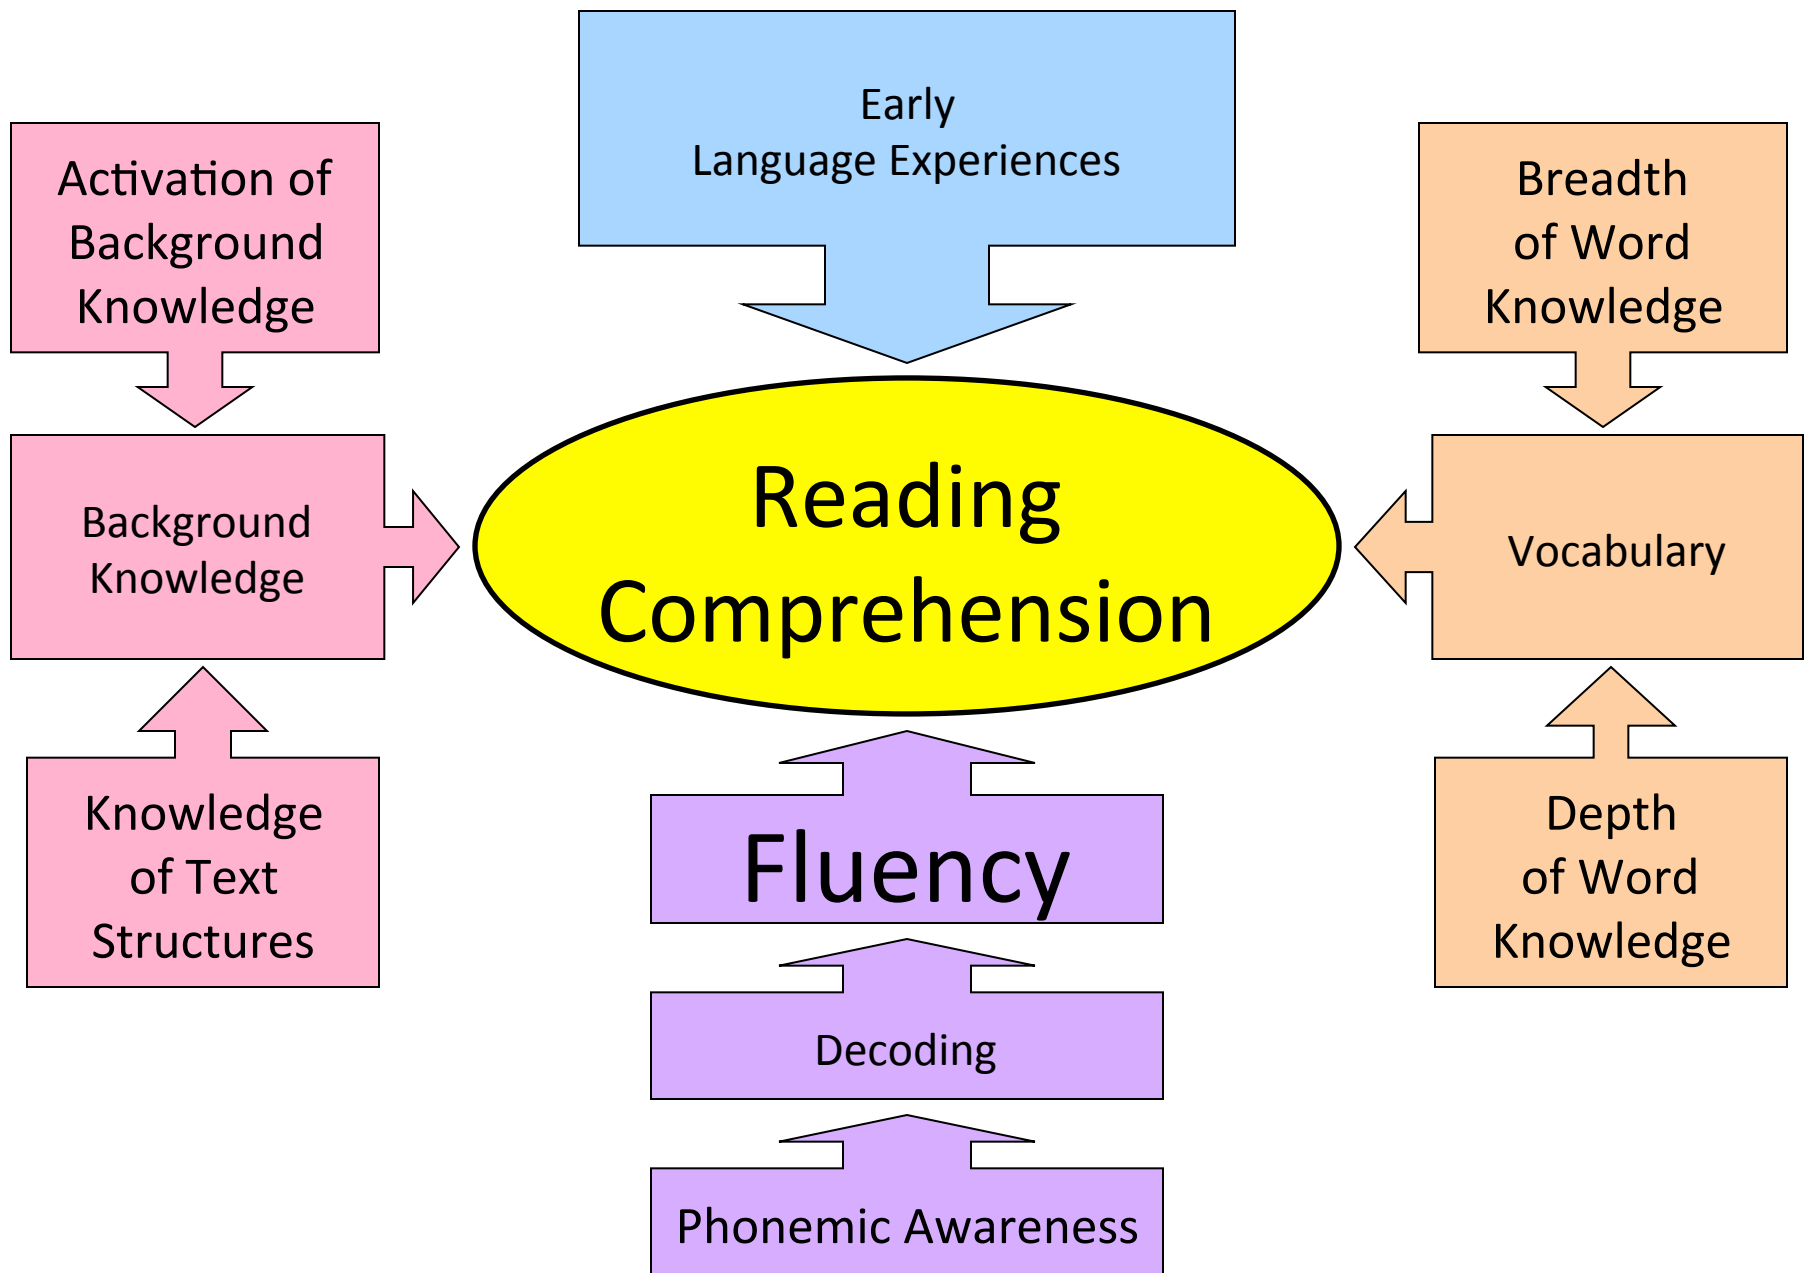 Early
Language Experiences
Activation of
Background
Knowledge
Breadth
of Word
Knowledge
Background
Knowledge
Reading
Comprehension
Vocabulary
Knowledge
of Text
Structures
Fluency
Depth
of Word
Knowledge
Decoding
Phonemic Awareness